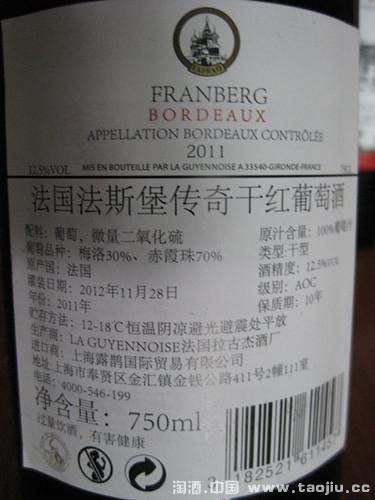 FRANBERG
BORDEAUX
APPELLATION BORDEAUX CONTRÔLÉE
2011
12.5%VOL MIS EN BOUTEILLE PAR LA GUYENNOISE A 33540-GIRONDE-FRANCE
法国法斯堡传奇干红葡萄酒
配料：葡萄，微量二氧化硫 原汁含量：100%葡萄汁
葡萄品种：梅洛30%、赤霞珠70% 类型：干型
原产国：法国 酒精度：12.5%VOL
灌装日期：2012年11月28日 级别：AOC
年份：2011年 保质期：10年
贮存方法：12-18℃恒温阴凉避光避震处平放
生产商：LA GUYENNOISE法国拉古杰酒厂
进口商：上海露鹊国际贸易有限公司
地址:上海市奉贤区金汇镇金钱公路414号2幢111室
电话：4000-546-199
净含量：750ml
过量饮酒，有害健康
淘酒.中国 www.taojiu.cc